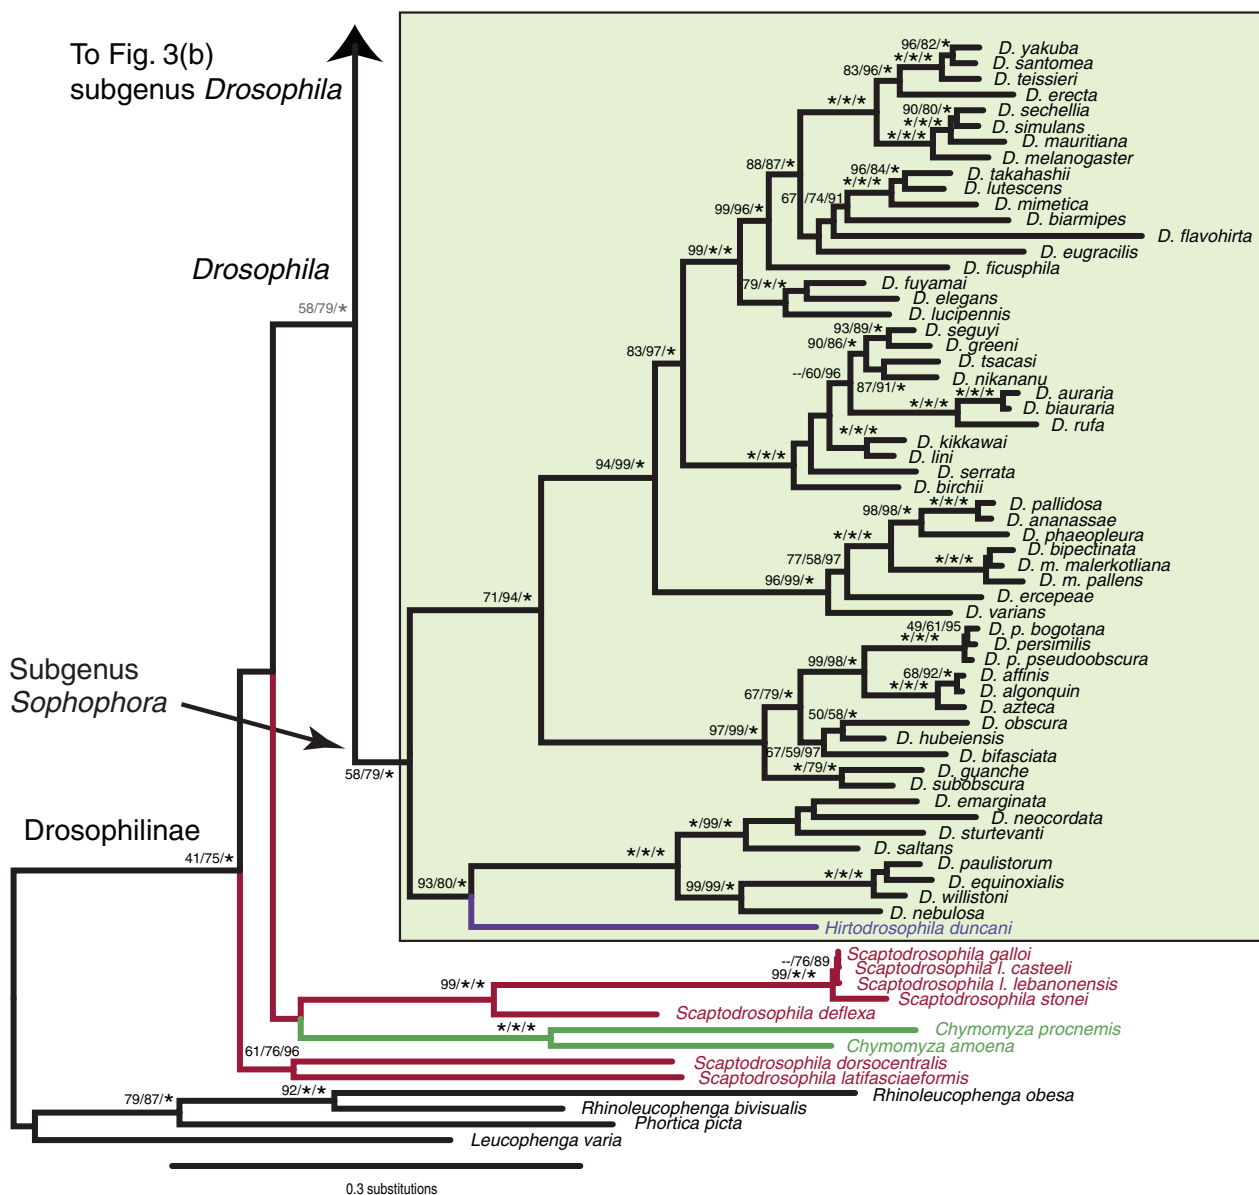 To Fig. 3(b)
subgenus Drosophila
96/82/*
D. yakuba
*/*/*
D. santomea
83/96/*
D. teissieri
D. erecta
*/*/*
90/80/*
D. sechellia
*/*/*
D. simulans
*/*/*
D. mauritiana
D. melanogaster
88/87/*
96/84/*
D. takahashii
*/*/*
D. lutescens
67/74/91
D. mimetica
99/96/*
D. biarmipes
D. flavohirta
99/*/*
D. eugracilis
Drosophila
D. ficusphila
79/*/*
D. fuyamai
D. elegans
58/79/*
D. lucipennis
93/89/*
D. seguyi
90/86/*
D. greeni
83/97/*
D. tsacasi
--/60/96
D. nikananu
87/91/*
*/*/*
D. auraria
*/*/*
D. biauraria
D. rufa
*/*/*
D. kikkawai
*/*/*
D. lini
94/99/*
D. serrata
D. birchii
*/*/*
D. pallidosa
98/98/*
D. ananassae
*/*/*
D. phaeopleura
D. bipectinata
77/58/97
*/*/*
D. m. malerkotliana
96/99/*
D. m. pallens
71/94/*
D. ercepeae
D. varians
49/61/95
D. p. bogotana
*/*/*
D. persimilis
99/98/*
D. p. pseudoobscura
68/92/*
D. affinis
*/*/*
D. algonquin
67/79/*
D. azteca
Subgenus
Sophophora
50/58/*
D. obscura
97/99/*
D. hubeiensis
67/59/97
D. bifasciata
58/79/*
*/79/*
D. guanche
D. subobscura
D. emarginata
D. neocordata
Drosophilinae
*/99/*
D. sturtevanti
D. saltans
41/75/*
*/*/*
D. paulistorum
93/80/*
99/99/*
*/*/*
D. equinoxialis
D. willistoni
D. nebulosa
Hirtodrosophila duncani
--/76/89
Scaptodrosophila galloi
99/*/*
Scaptodrosophila l. casteeli
99/*/*
Scaptodrosophila l. lebanonensis
Scaptodrosophila stonei
Scaptodrosophila deflexa
*/*/*
Chymomyza procnemis
Chymomyza amoena
61/76/96
Scaptodrosophila dorsocentralis
Scaptodrosophila latifasciaeformis
79/87/*
92/*/*
Rhinoleucophenga obesa
Rhinoleucophenga bivisualis
Phortica picta
Leucophenga varia
0.3 substitutions